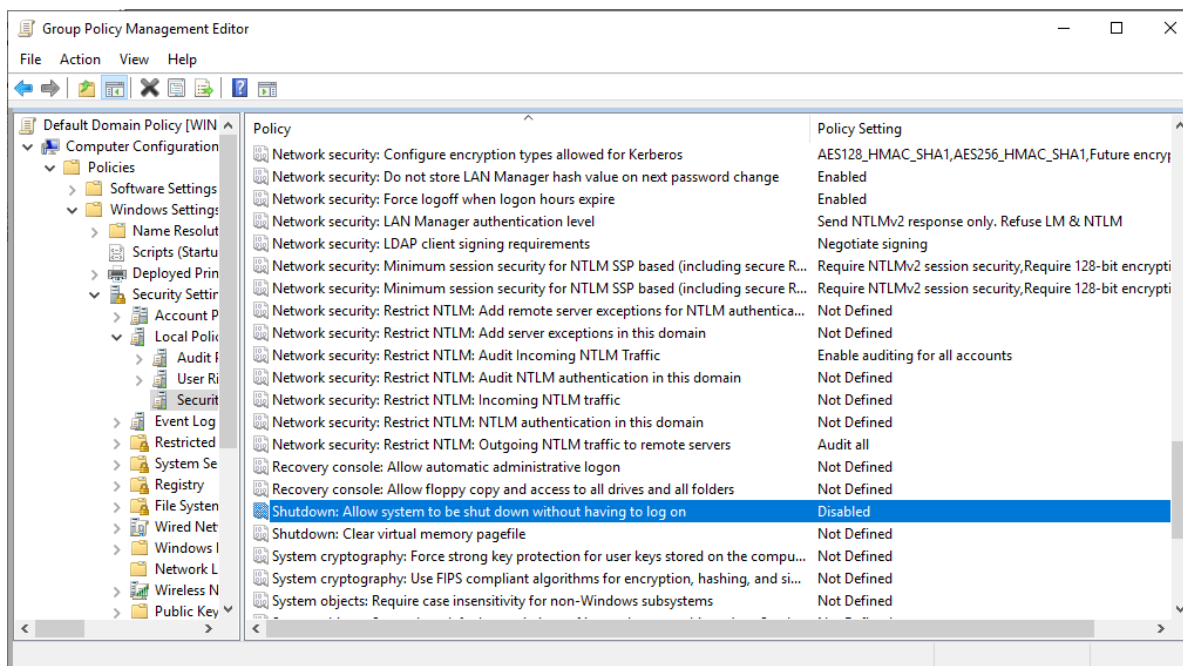 Group Policy Management Editor
File Action View Help
Default Domain Policy [WIN
Computer Configuration
Policies
Software Settings
Windows Settings
Name Resolut
Scripts (Startu
Deployed Prin
Security Settin
Account P
Local Polic
Audit P
User Ri
Securit
Event Log
Restricted
System Se
Registry
File System
Wired Net
Windows
Network L
Wireless N
Public Key
Policy Policy Setting
Network security: Configure encryption types allowed for Kerberos AES128_HMAC_SHA1,AES256_HMAC_SHA1,Future encryp
Network security: Do not store LAN Manager hash value on next password change Enabled
Network security: Force logoff when logon hours expire Enabled
Network security: LAN Manager authentication level Send NTLMv2 response only. Refuse LM & NTLM
Network security: LDAP client signing requirements Negotiate signing
Network security: Minimum session security for NTLM SSP based (including secure R... Require NTLMv2 session security,Require 128-bit encrypti
Network security: Minimum session security for NTLM SSP based (including secure R... Require NTLMv2 session security,Require 128-bit encrypti
Network security: Restrict NTLM: Add remote server exceptions for NTLM authentica... Not Defined
Network security: Restrict NTLM: Add server exceptions in this domain Not Defined
Network security: Restrict NTLM: Audit Incoming NTLM Traffic Enable auditing for all accounts
Network security: Restrict NTLM: Audit NTLM authentication in this domain Not Defined
Network security: Restrict NTLM: Incoming NTLM traffic Not Defined
Network security: Restrict NTLM: NTLM authentication in this domain Not Defined
Network security: Restrict NTLM: Outgoing NTLM traffic to remote servers Audit all
Recovery console: Allow automatic administrative logon Not Defined
Recovery console: Allow floppy copy and access to all drives and all folders Not Defined
Shutdown: Allow system to be shut down without having to log on Disabled
Shutdown: Clear virtual memory pagefile Not Defined
System cryptography: Force strong key protection for user keys stored on the compu... Not Defined
System cryptography: Use FIPS compliant algorithms for encryption, hashing, and si... Not Defined
System objects: Require case insensitivity for non-Windows subsystems Not Defined